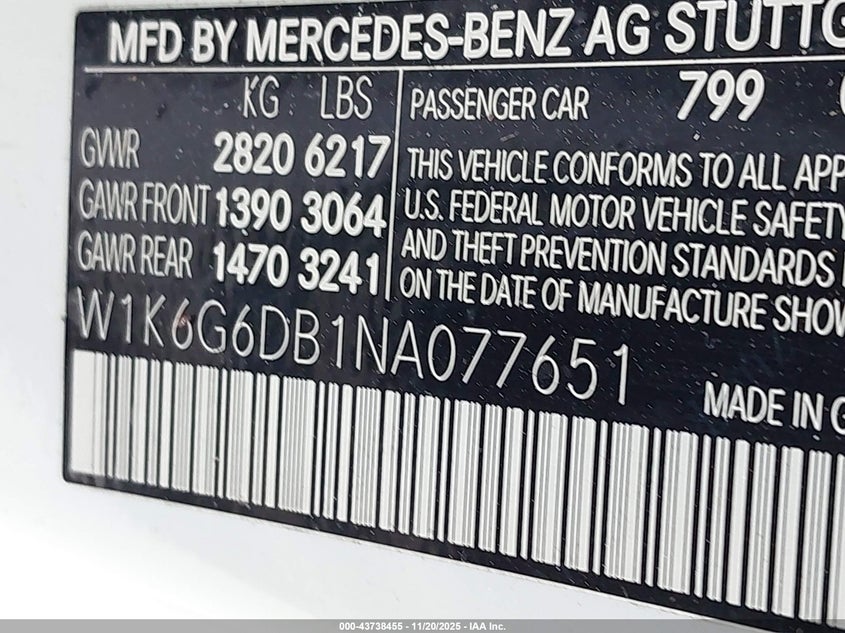 MFD BY MERCEDES-BENZ AG STUTTG
KG LBS
PASSENGER CAR 799
GVWR 2820 6217
GAWR FRONT 1390 3064
GAWR REAR 1470 3241
THIS VEHICLE CONFORMS TO ALL APP
U.S. FEDERAL MOTOR VEHICLE SAFETY
AND THEFT PREVENTION STANDARDS
ON THE DATE OF MANUFACTURE SHOW
W1K6G6DB1NA077651
MADE IN G
000-43738455 - 11/20/2025 - IAA Inc.